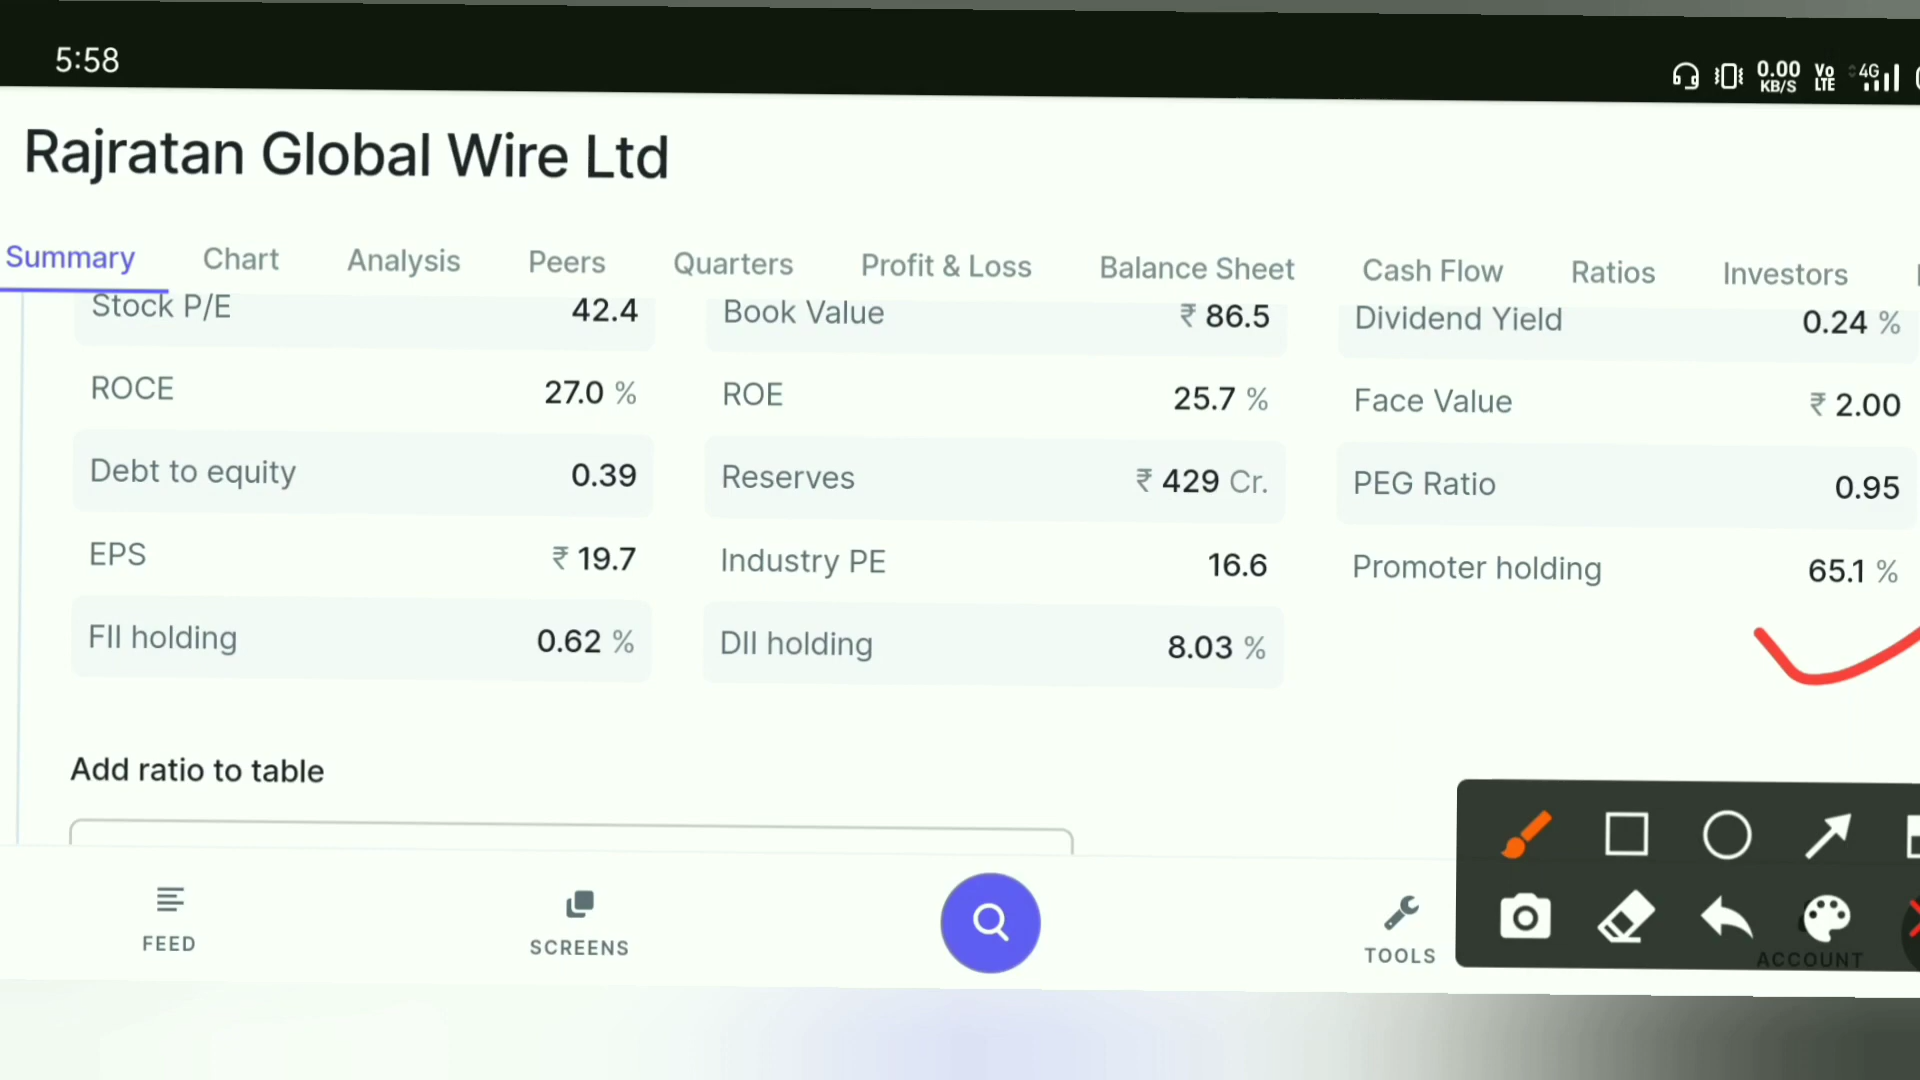 5:58
0.00 KB/S Vo LTE 4G
Rajratan Global Wire Ltd
Summary Chart Analysis Peers Quarters Profit & Loss Balance Sheet Cash Flow Ratios Investors
Stock P/E 42.4 Book Value ₹ 86.5 Dividend Yield 0.24 %
ROCE 27.0 % ROE 25.7 % Face Value ₹ 2.00
Debt to equity 0.39 Reserves ₹ 429 Cr. PEG Ratio 0.95
EPS ₹ 19.7 Industry PE 16.6 Promoter holding 65.1 %
FII holding 0.62 % DII holding 8.03 %
Add ratio to table
FEED SCREENS TOOLS ACCOUNT